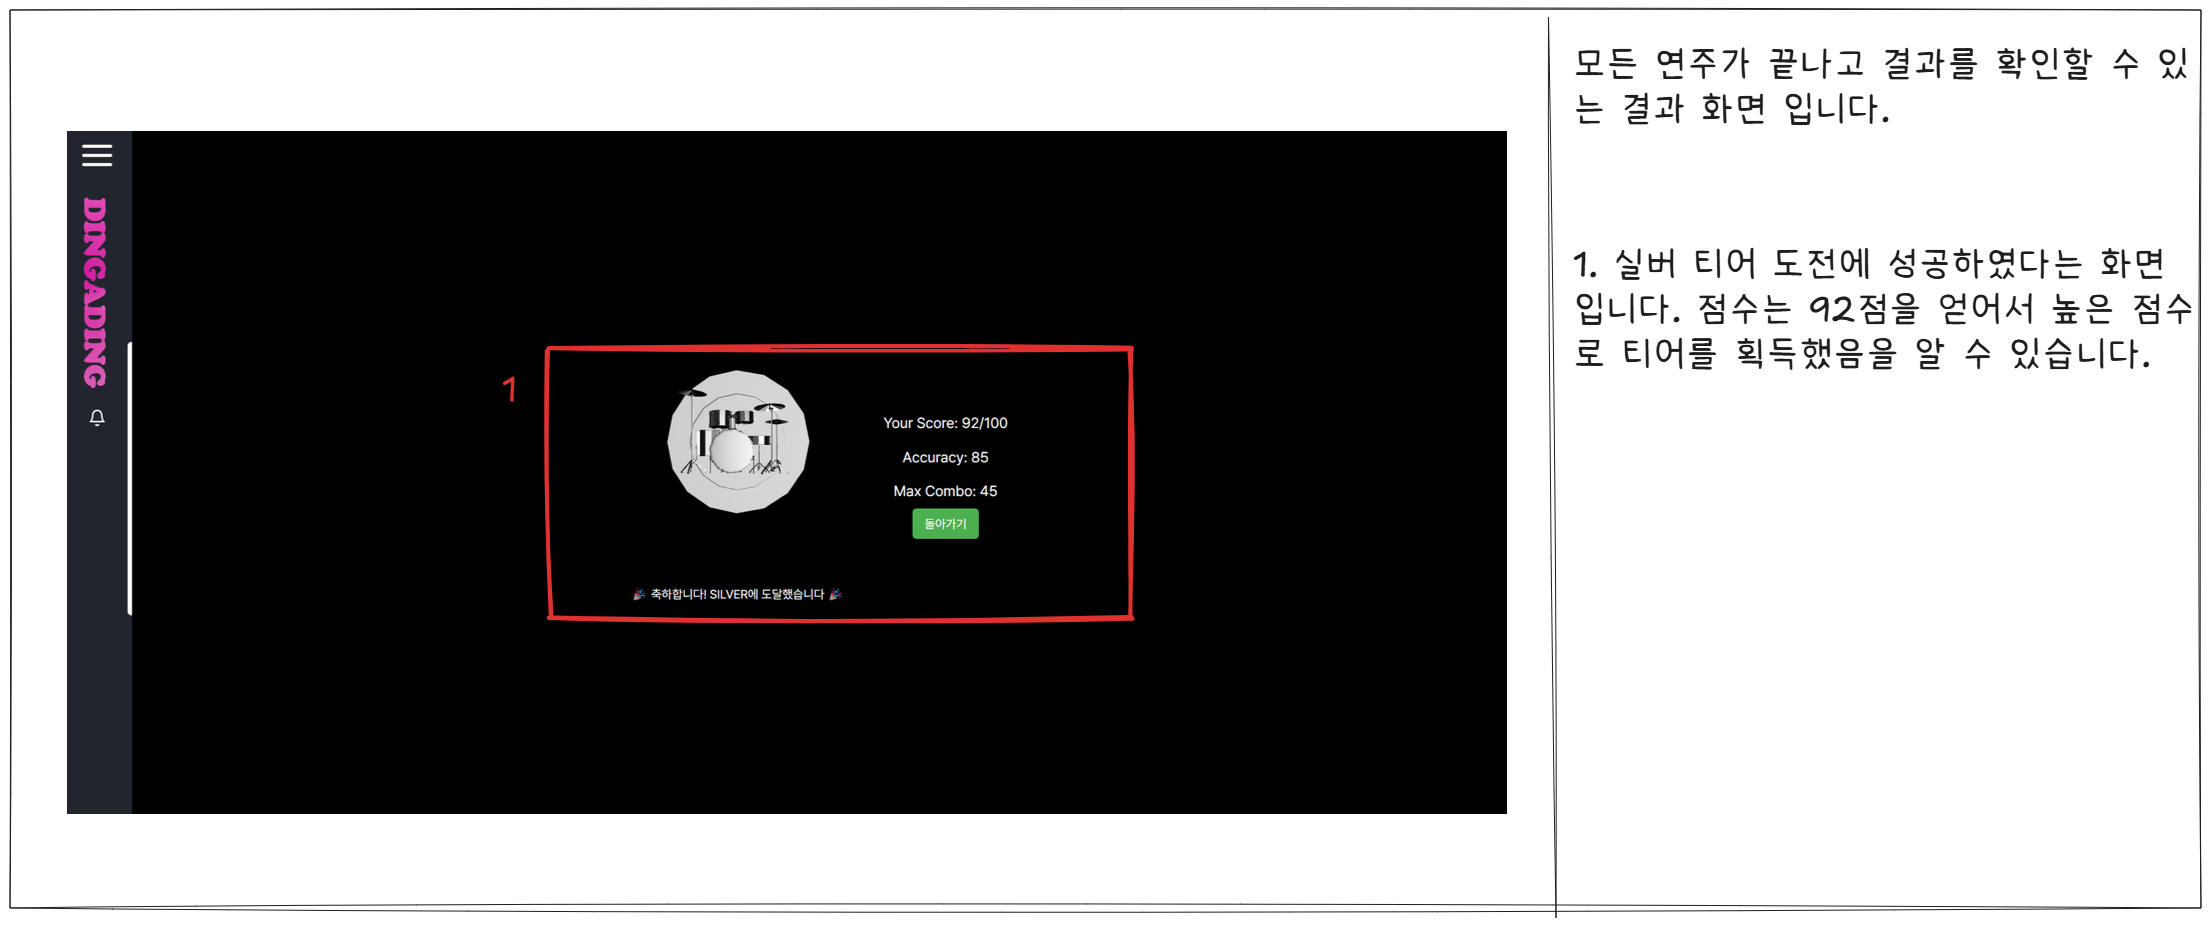 DINGADING
1
Your Score: 92/100
Accuracy: 85
Max Combo: 45
돌아가기
🎉 축하합니다! SILVER에 도달했습니다 🎉
모든 연주가 끝나고 결과를 확인할 수 있
는 결과 화면 입니다.
1. 실버 티어 도전에 성공하였다는 화면
입니다. 점수는 92점을 얻어서 높은 점수
로 티어를 획득했음을 알 수 있습니다.